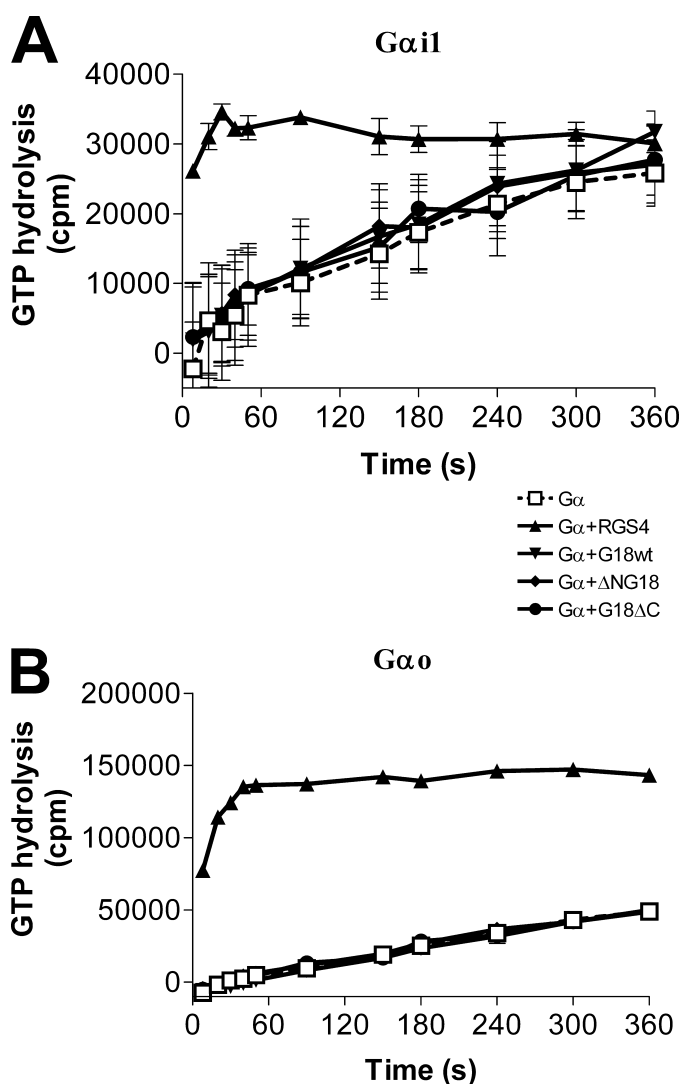 A
Gαi1
40000
30000
20000
10000
0
GTP hydrolysis
(cpm)
0 60 120 180 240 300 360
Time (s)
Gα
Gα+RGS4
Gα+G18wt
Gα+ΔNG18
Gα+G18ΔC
B
Gαo
200000
150000
100000
50000
0
GTP hydrolysis
(cpm)
0 60 120 180 240 300 360
Time (s)